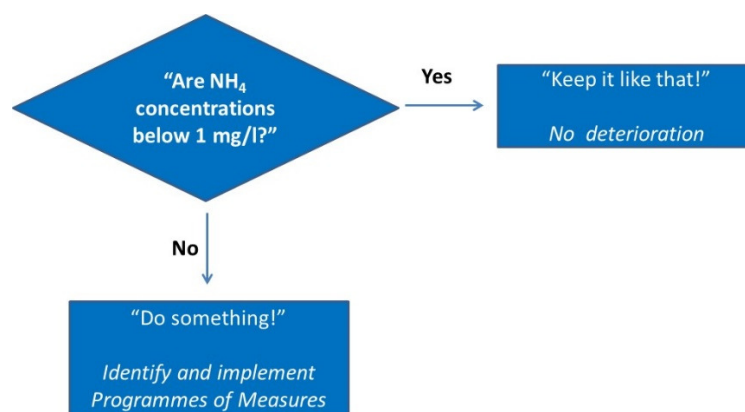 “Are NH₄
concentrations
below 1 mg/l?”
Yes
“Keep it like that!”
No deterioration
No
“Do something!”
Identify and implement
Programmes of Measures